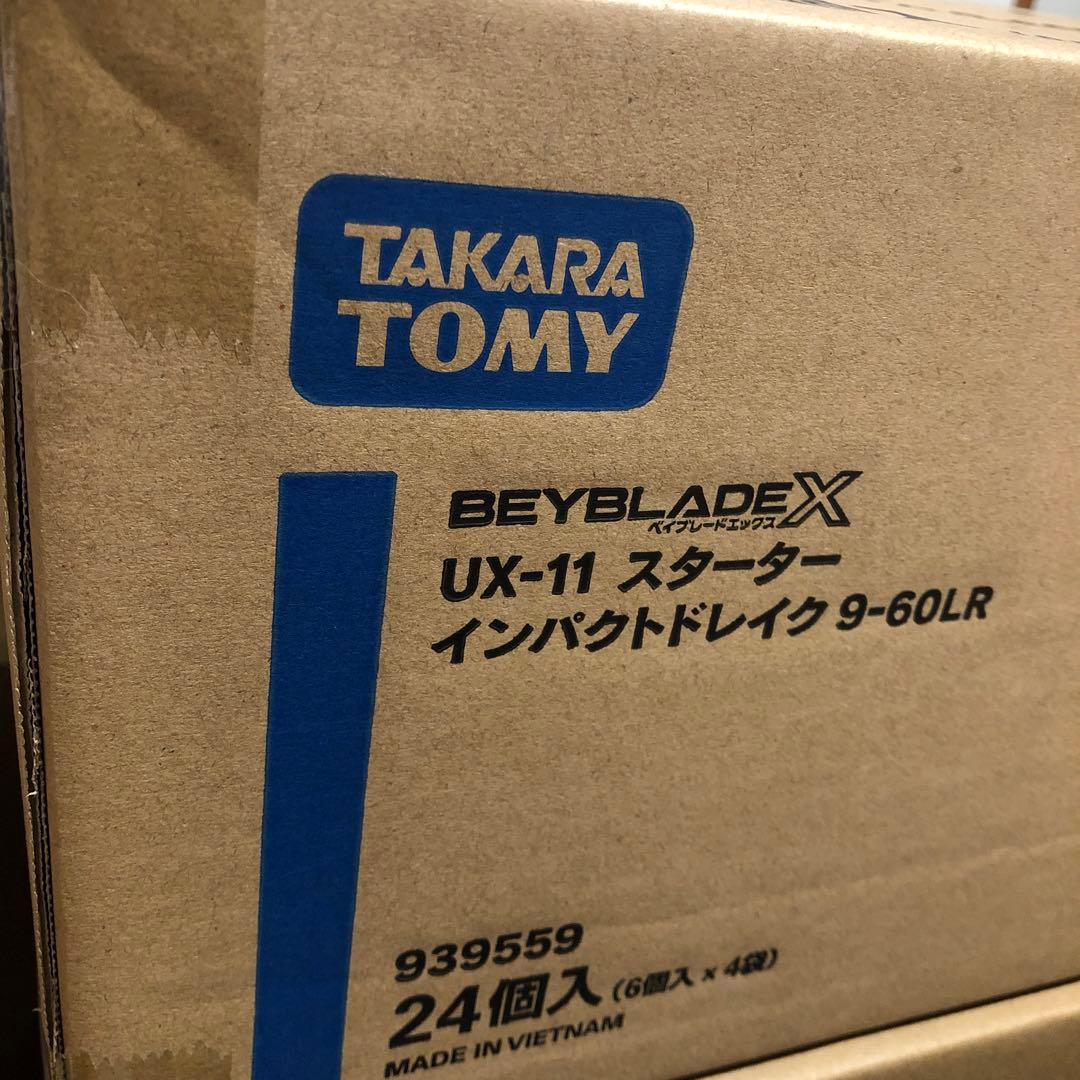 TAKARA
TOMY
BEYBLADE X
ベイブレードエックス
UX-11 スターター
インパクトドレイク 9-60LR
939559
24個入 (6個入×4袋)
MADE IN VIETNAM